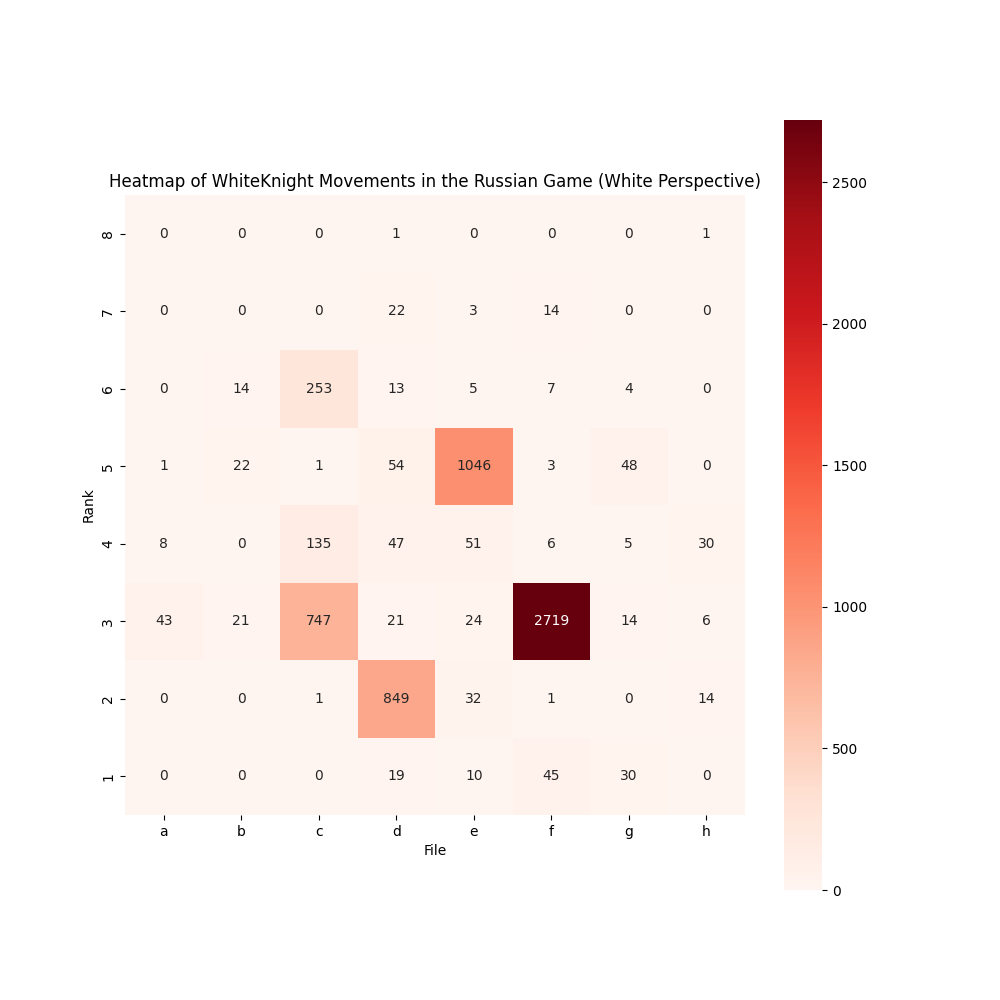 Heatmap of WhiteKnight Movements in the Russian Game (White Perspective)
8 0 0 0 1 0 0 0 1
7 0 0 0 22 3 14 0 0
6 0 14 253 13 5 7 4 0
5 1 22 1 54 1046 3 48 0
4 8 0 135 47 51 6 5 30
3 43 21 747 21 24 2719 14 6
2 0 0 1 849 32 1 0 14
1 0 0 0 19 10 45 30 0
a b c d e f g h
File
Rank
2500
2000
1500
1000
500
0